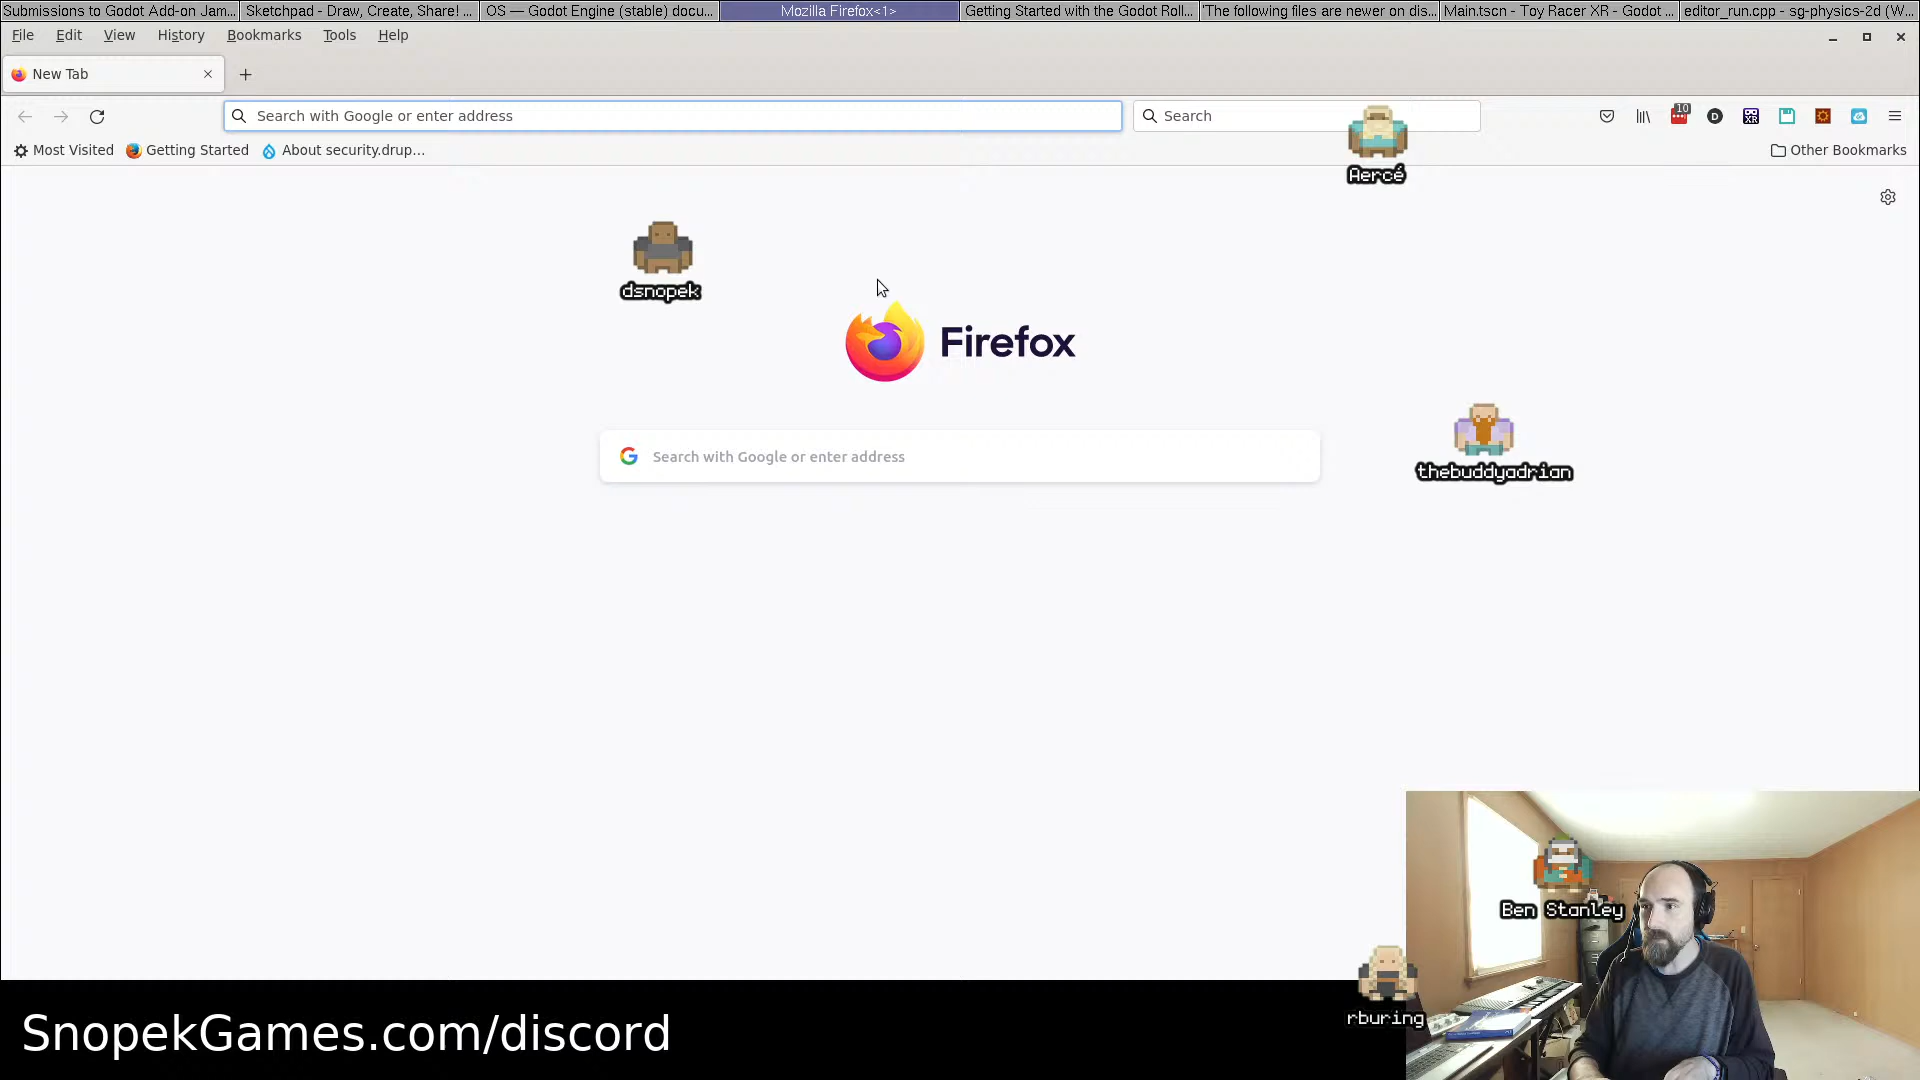 Submissions to Godot Add-on Jam...
Sketchpad - Draw, Create, Share! ...
OS — Godot Engine (stable) docu...
Mozilla Firefox<1>
Getting Started with the Godot Roll...
"The following files are newer on dis...
Main.tscn - Toy Racer XR - Godot ...
editor_run.cpp - sg-physics-2d (W...
File Edit View History Bookmarks Tools Help
New Tab
Search with Google or enter address
Search
10
D
XR
Most Visited
Getting Started
About security.drup...
Other Bookmarks
Aercé
dsnopek
Firefox
Search with Google or enter address
thebuddyadrian
Ben Stanley
rburing
SnopekGames.com/discord